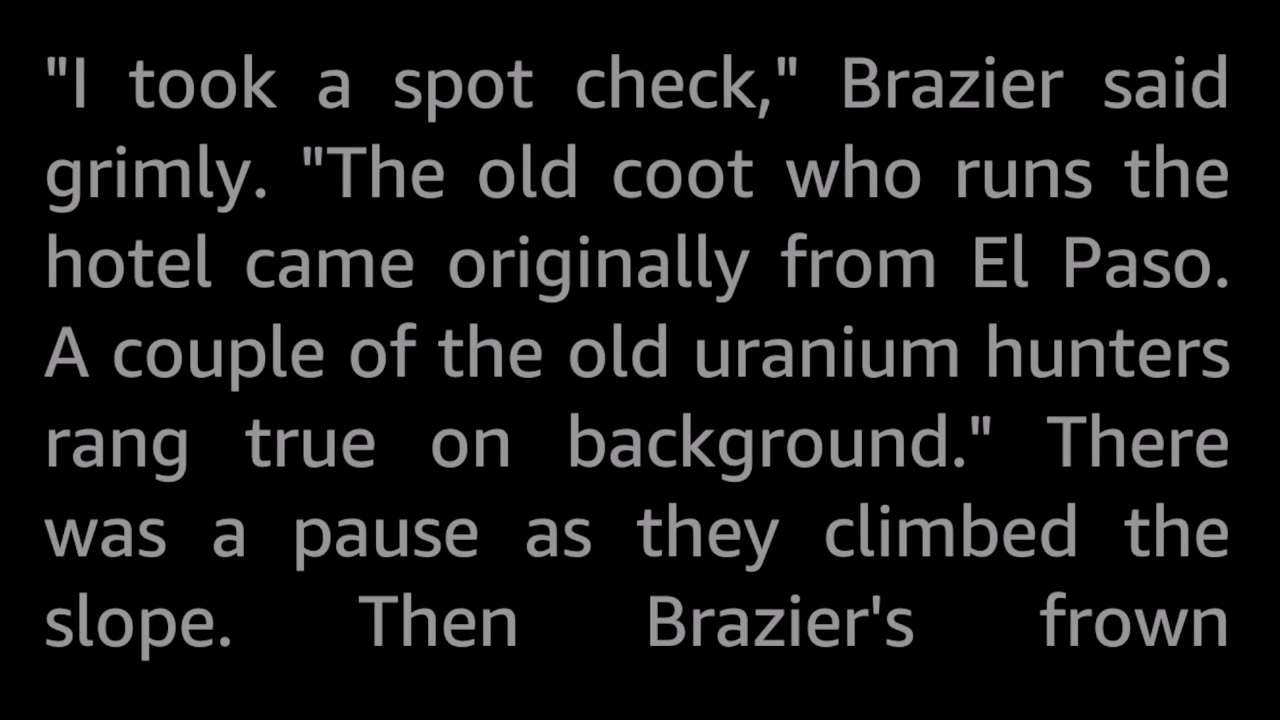 "I took a spot check," Brazier said
grimly. "The old coot who runs the
hotel came originally from El Paso.
A couple of the old uranium hunters
rang true on background." There
was a pause as they climbed the
slope. Then Brazier's frown